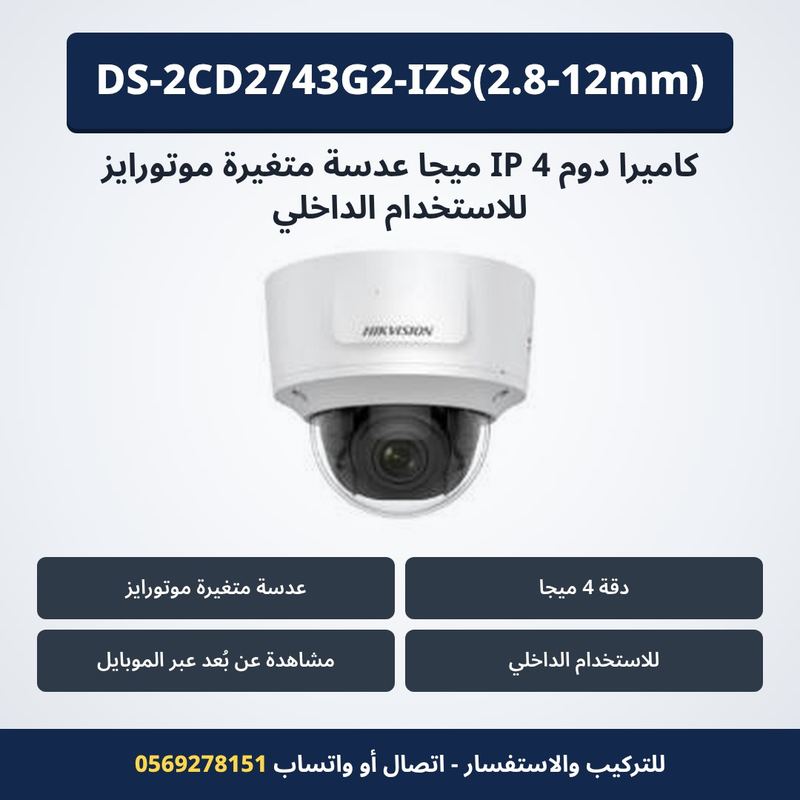 DS-2CD2743G2-IZS(2.8-12mm)
كاميرا دوم IP 4 ميجا عدسة متغيرة موتورايز
للاستخدام الداخلي
HIKVISION
دقة 4 ميجا
عدسة متغيرة موتورايز
للاستخدام الداخلي
مشاهدة عن بُعد عبر الموبايل
للتركيب والاستفسار - اتصال أو واتساب 0569278151